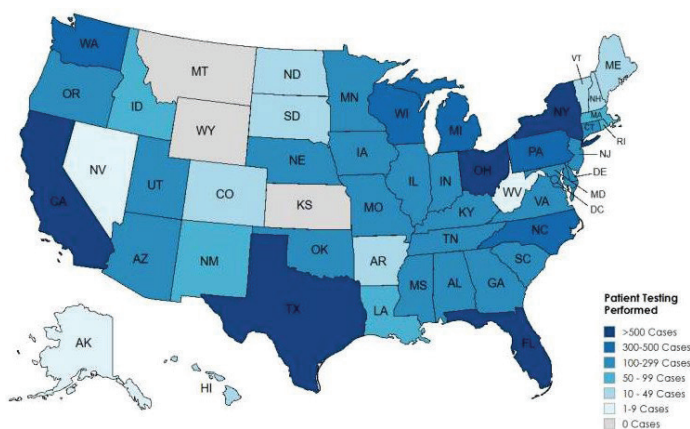 WA
MT
ND
MN
VT
ME
OR
ID
SD
WI
MI
NY
NH
MA
CT
RI
WY
NV
UT
CO
NE
IA
IL
IN
OH
PA
NJ
DE
MD
DC
CA
KS
MO
KY
WV
VA
AZ
NM
OK
AR
TN
NC
SC
TX
LA
MS
AL
GA
FL
AK
HI
Patient Testing
Performed
>500 Cases
300-500 Cases
100-299 Cases
50 - 99 Cases
10 - 49 Cases
1-9 Cases
0 Cases